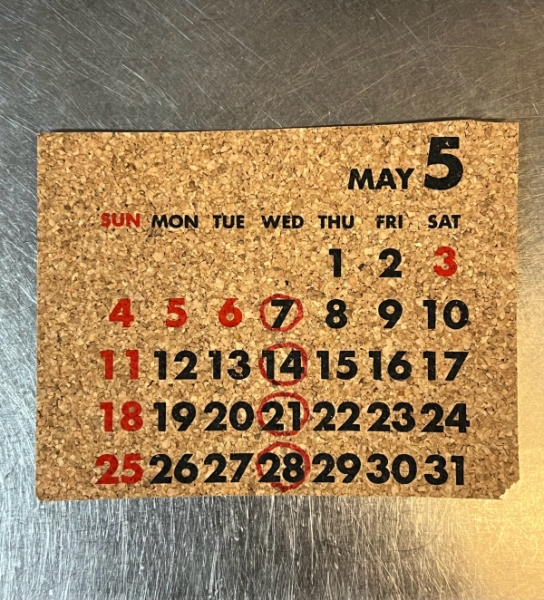 MAY 5
SUN MON TUE WED THU FRI SAT
1 2 3
4 5 6 7 8 9 10
11 12 13 14 15 16 17
18 19 20 21 22 23 24
25 26 27 28 29 30 31